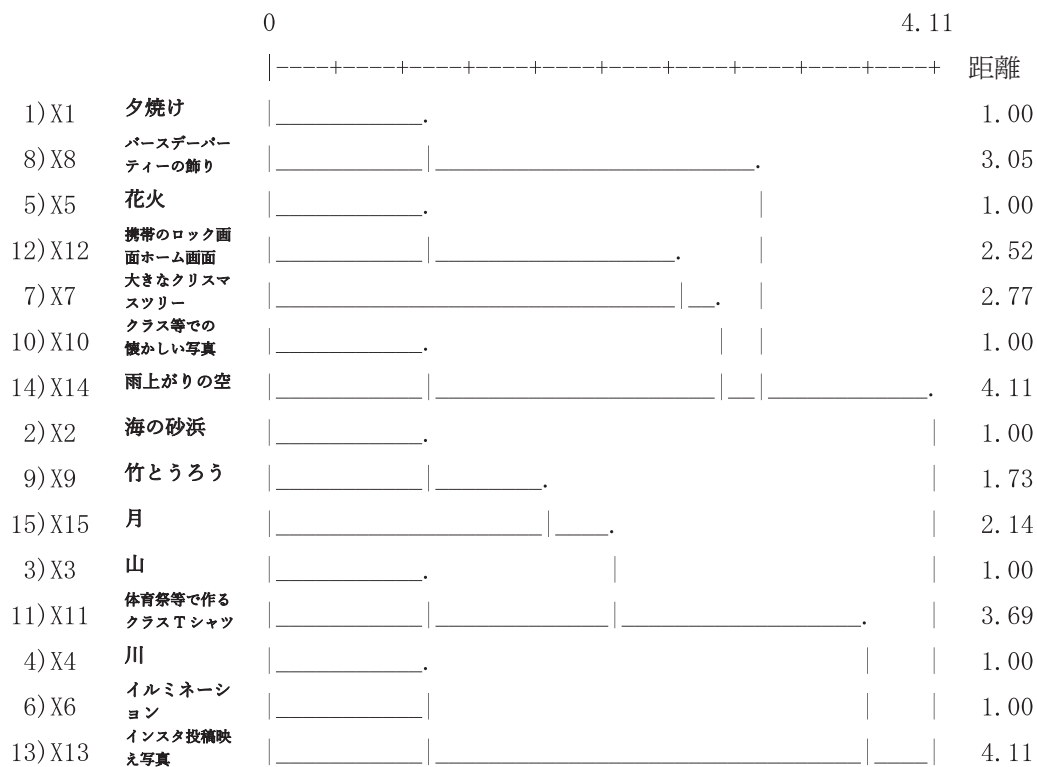 0 4.11
|----+----+----+----+----+----+----+----+----+----+ 距離
1)X1 夕焼け 1.00
バースデーパー
8)X8 ティーの飾り 3.05
5)X5 花火 1.00
携帯のロック画
12)X12 面ホーム画面 2.52
大きなクリスマ
7)X7 スツリー 2.77
クラス等での
10)X10 懐かしい写真 1.00
14)X14 雨上がりの空 4.11
2)X2 海の砂浜 1.00
9)X9 竹とうろう 1.73
15)X15 月 2.14
3)X3 山 1.00
体育祭等で作る
11)X11 クラスTシャツ 3.69
4)X4 川 1.00
イルミネーシ
6)X6 ョン 1.00
インスタ投稿映
13)X13 え写真 4.11